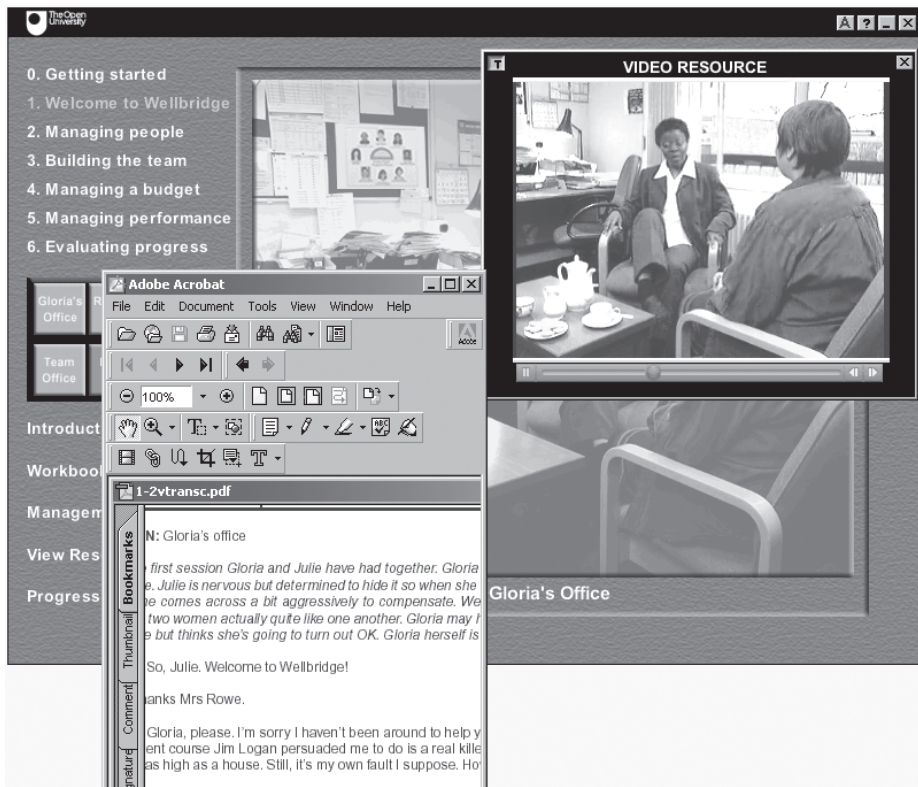 The Open
University
A ? _ X
0. Getting started
1. Welcome to Wellbridge
2. Managing people
3. Building the team
4. Managing a budget
5. Managing performance
6. Evaluating progress
Gloria's
Office
R
Team
Office
Introduct
Workboo
Managem
View Res
Progress
T VIDEO RESOURCE
Gloria's Office
Adobe Acrobat
File Edit Document Tools View Window Help
Adobe
100%
ABC
1-2vtransc.pdf
Bookmarks
Thumbnail
Comment
gnature
N: Gloria's office
first session Gloria and Julie have had together. Gloria
e. Julie is nervous but determined to hide it so when she
ne comes across a bit aggressively to compensate. We
two women actually quite like one another. Gloria may h
e but thinks she's going to turn out OK. Gloria herself is
So, Julie. Welcome to Wellbridge!
anks Mrs Rowe.
Gloria, please. I'm sorry I haven't been around to help y
ent course Jim Logan persuaded me to do is a real kille
as high as a house. Still, it's my own fault I suppose. Ho